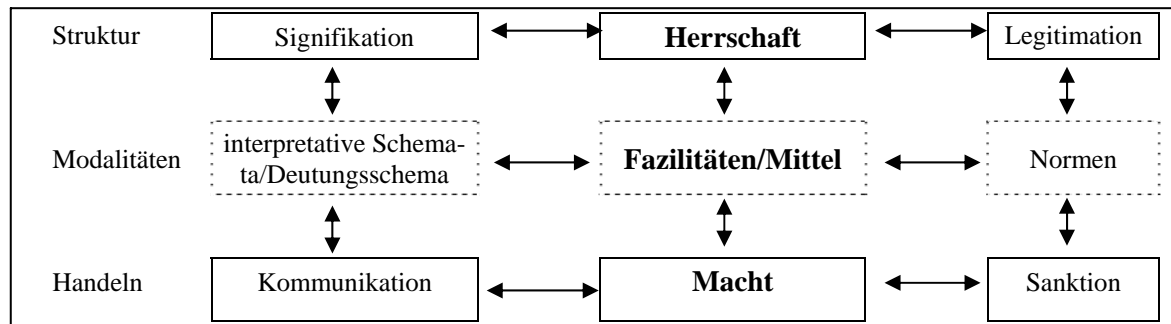 Struktur
Signifikation
Herrschaft
Legitimation
Modalitäten
interpretative Schema-
ta/Deutungsschema
Fazilitäten/Mittel
Normen
Handeln
Kommunikation
Macht
Sanktion